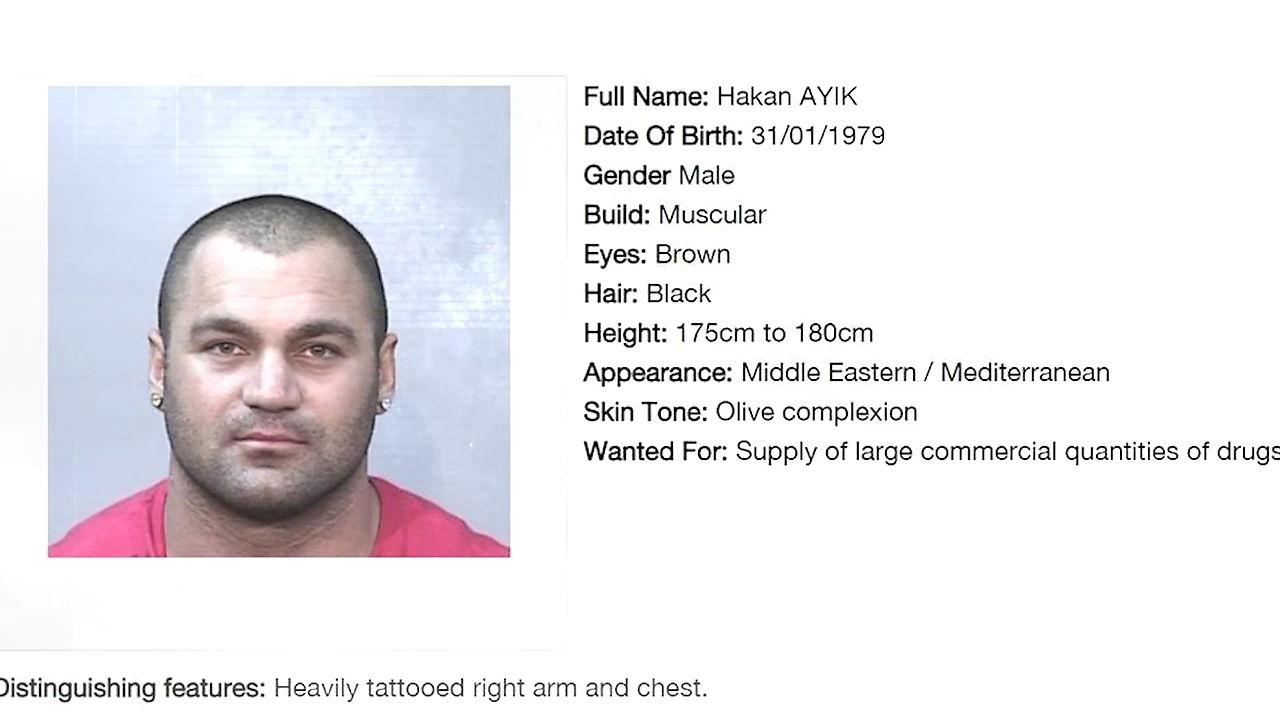 Full Name: Hakan AYIK
Date Of Birth: 31/01/1979
Gender Male
Build: Muscular
Eyes: Brown
Hair: Black
Height: 175cm to 180cm
Appearance: Middle Eastern / Mediterranean
Skin Tone: Olive complexion
Wanted For: Supply of large commercial quantities of drugs
Distinguishing features: Heavily tattooed right arm and chest.